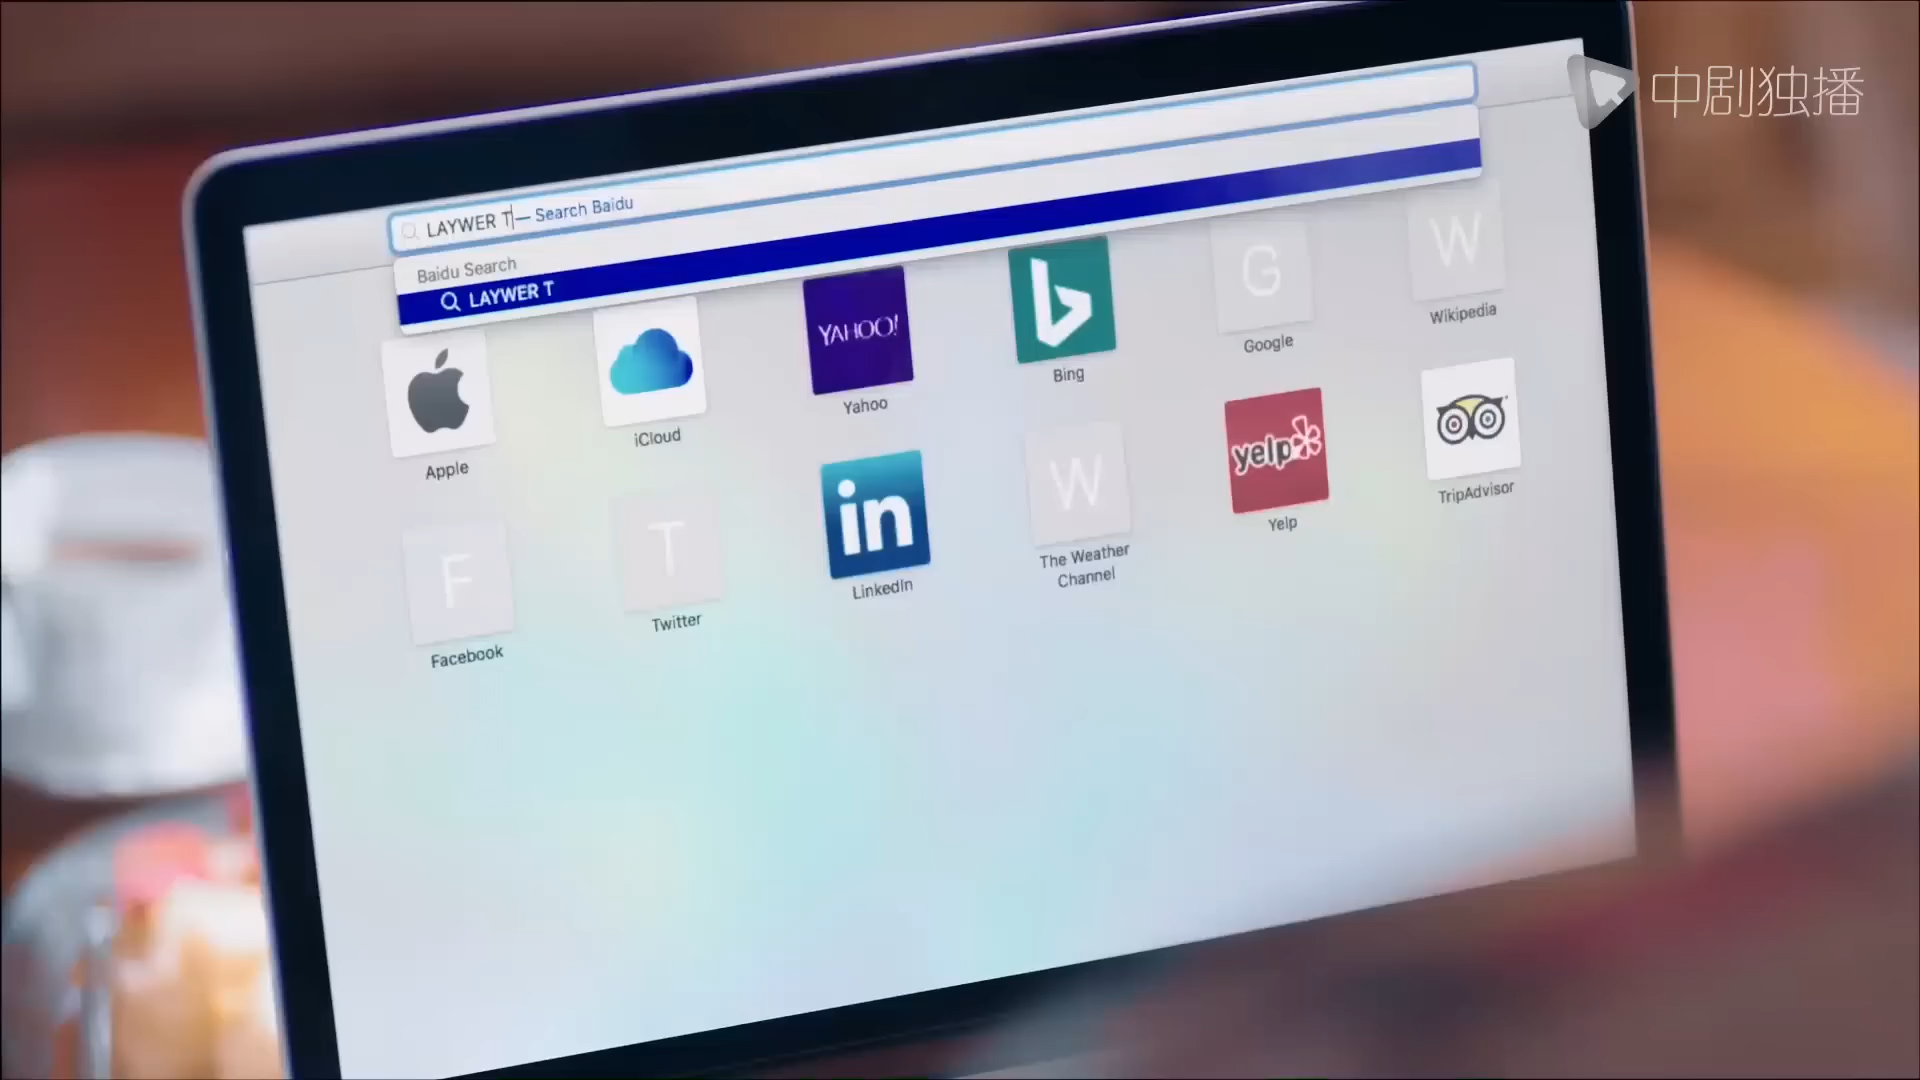 中剧独播
LAYWER T — Search Baidu
Baidu Search
LAYWER T
Apple
iCloud
YAHOO!
Yahoo
Bing
G
Google
W
Wikipedia
F
Facebook
T
Twitter
in
LinkedIn
W
The Weather
Channel
yelp
Yelp
TripAdvisor